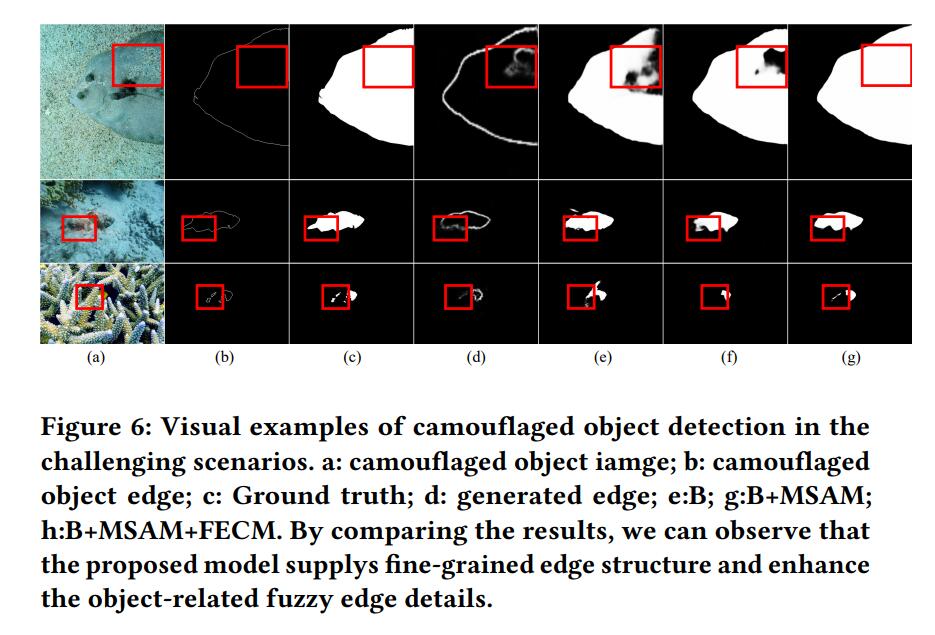 (a) (b) (c) (d) (e) (f) (g)
Figure 6: Visual examples of camouflaged object detection in the
challenging scenarios. a: camouflaged object iamge; b: camouflaged
object edge; c: Ground truth; d: generated edge; e:B; g:B+MSAM;
h:B+MSAM+FECM. By comparing the results, we can observe that
the proposed model supplys fine-grained edge structure and enhance
the object-related fuzzy edge details.